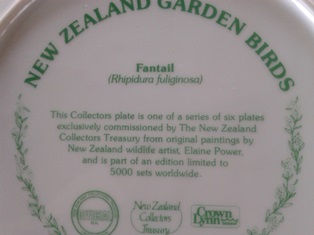 NEW ZEALAND GARDEN BIRDS
Fantail
(Rhipidura fuliginosa)
This Collectors plate is one of a series of six plates
exclusively commissioned by The New Zealand
Collectors Treasury from original paintings by
New Zealand wildlife artist, Elaine Power,
and is part of an edition limited to
5000 sets worldwide.
New Zealand
Collectors
Treasury
Crown
Lynn